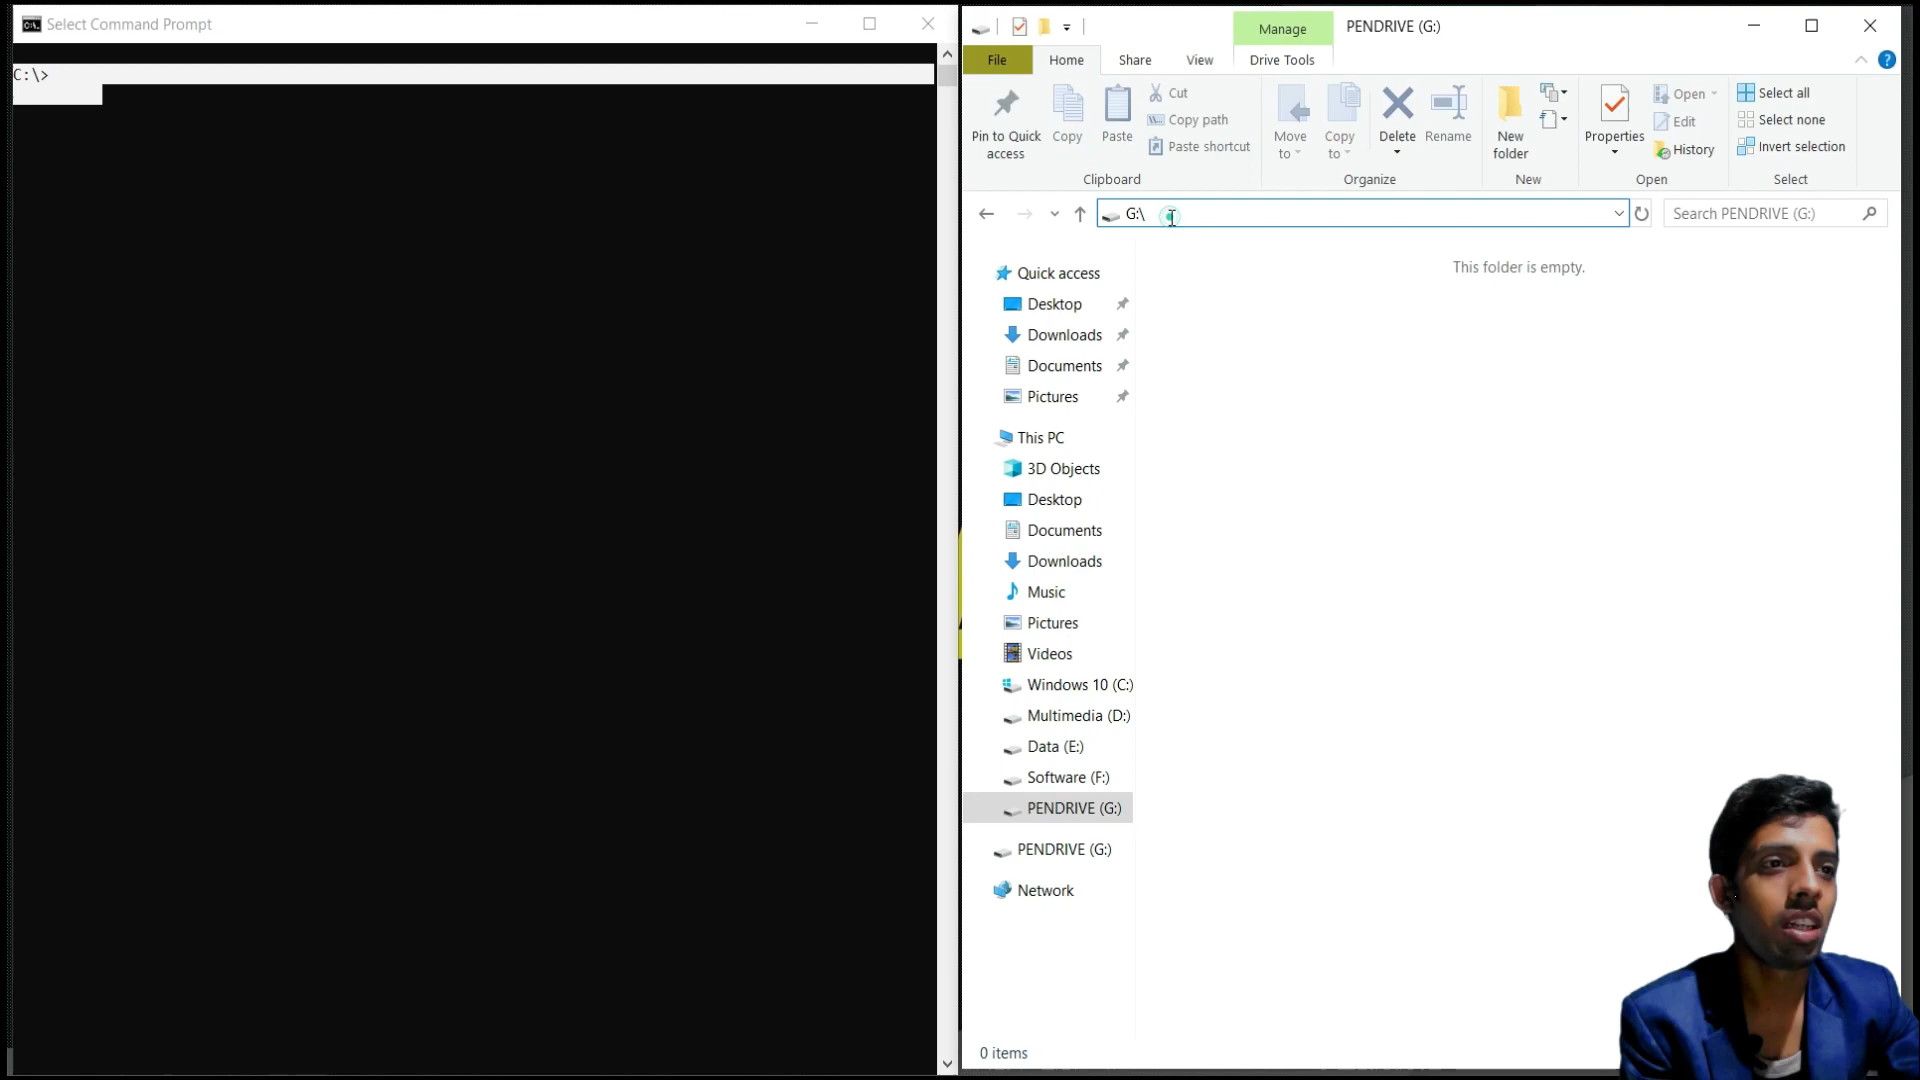 Select Command Prompt
C:\>
Manage
PENDRIVE (G:)
File
Home
Share
View
Drive Tools
Pin to Quick
access
Copy
Paste
Cut
Copy path
Paste shortcut
Clipboard
Move
to
Copy
to
Delete
Rename
Organize
New
folder
New
Properties
Open
Edit
History
Open
Select all
Select none
Invert selection
Select
G:\
Search PENDRIVE (G:)
Quick access
Desktop
Downloads
Documents
Pictures
This PC
3D Objects
Desktop
Documents
Downloads
Music
Pictures
Videos
Windows 10 (C:)
Multimedia (D:)
Data (E:)
Software (F:)
PENDRIVE (G:)
PENDRIVE (G:)
Network
This folder is empty.
0 items